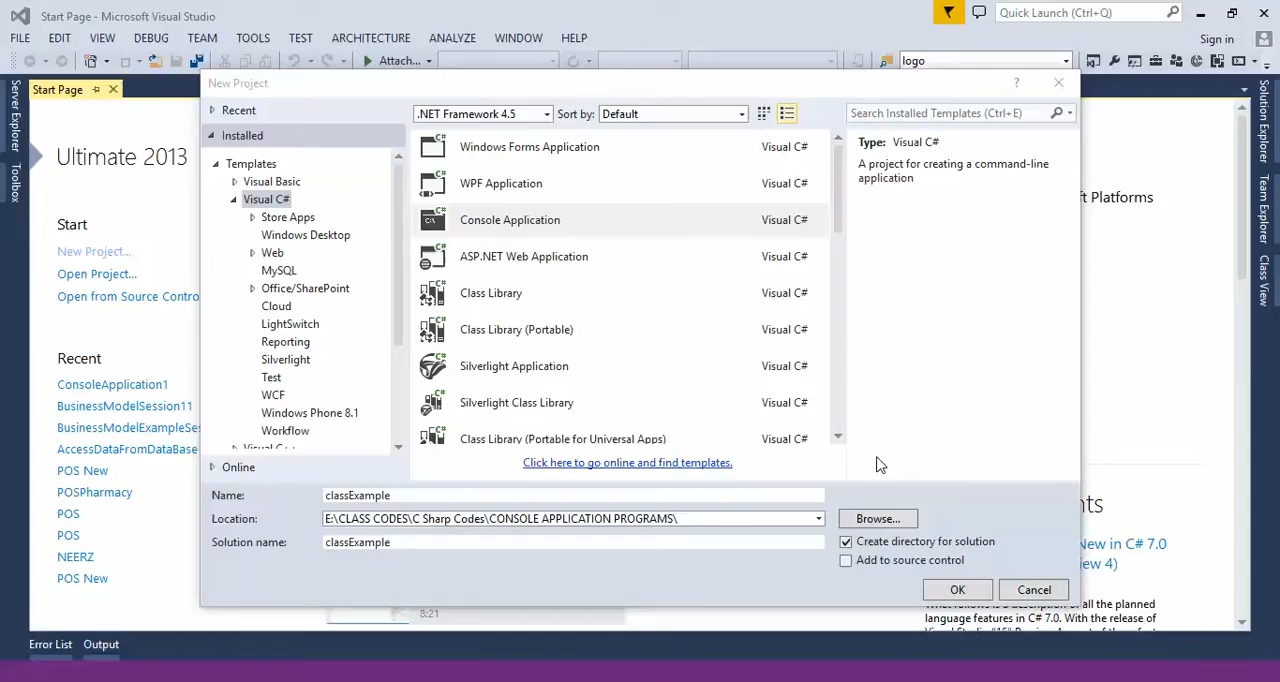 Start Page - Microsoft Visual Studio
Quick Launch (Ctrl+Q)
FILE EDIT VIEW DEBUG TEAM TOOLS TEST ARCHITECTURE ANALYZE WINDOW HELP
Sign in
Attach...
logo
Start Page
Server Explorer
Toolbox
Solution Explorer
Team Explorer
Class View
Ultimate 2013
Start
New Project...
Open Project...
Open from Source Contro
Recent
ConsoleApplication1
BusinessModelSession11
BusinessModelExampleSes
AccessDataFromDataBase
POS New
POSPharmacy
POS
POS
NEERZ
POS New
New Project
?
Recent
Installed
Templates
Visual Basic
Visual C#
Store Apps
Windows Desktop
Web
MySQL
Office/SharePoint
Cloud
LightSwitch
Reporting
Silverlight
Test
WCF
Windows Phone 8.1
Workflow
Visual C++
Online
.NET Framework 4.5
Sort by: Default
Search Installed Templates (Ctrl+E)
Windows Forms Application Visual C#
WPF Application Visual C#
Console Application Visual C#
ASP.NET Web Application Visual C#
Class Library Visual C#
Class Library (Portable) Visual C#
Silverlight Application Visual C#
Silverlight Class Library Visual C#
Class Library (Portable for Universal Apps) Visual C#
Click here to go online and find templates.
Type: Visual C#
A project for creating a command-line
application
Name: classExample
Location: E:\CLASS CODES\C Sharp Codes\CONSOLE APPLICATION PROGRAMS\
Browse...
Solution name: classExample
Create directory for solution
Add to source control
OK Cancel
t Platforms
nts
New in C# 7.0
iew 4)
What follows is a description of all the planned
language features in C# 7.0. With the release of
8:21
Error List Output